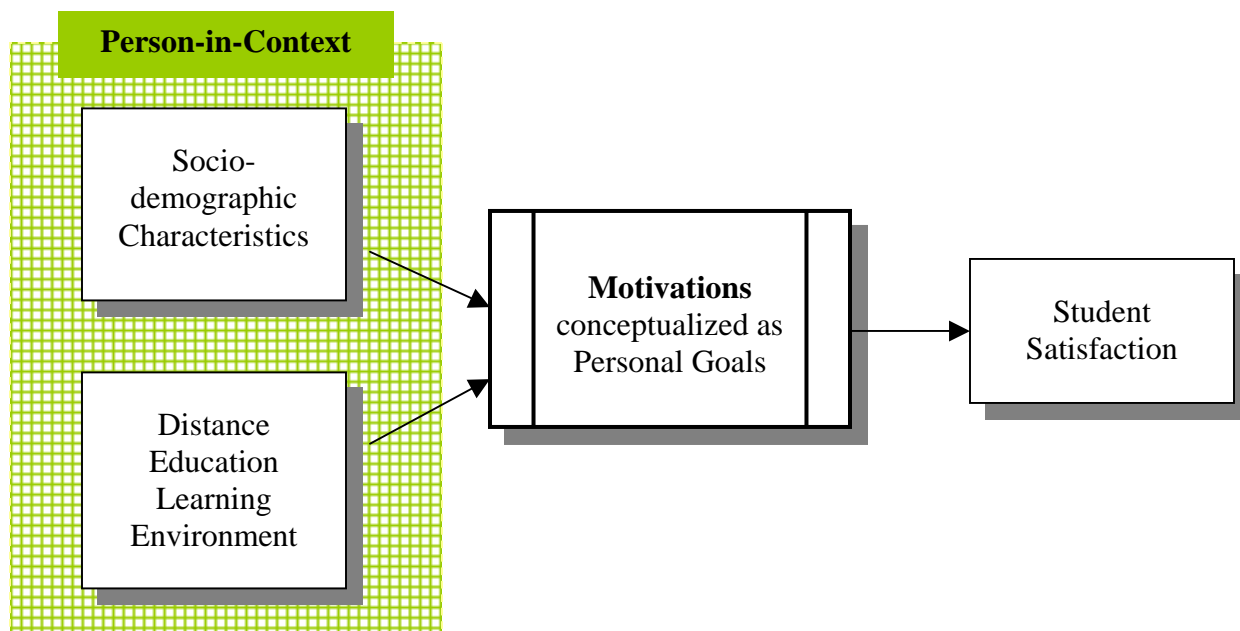 Person-in-Context
Socio-
demographic
Characteristics
Distance
Education
Learning
Environment
Motivations
conceptualized as
Personal Goals
Student
Satisfaction